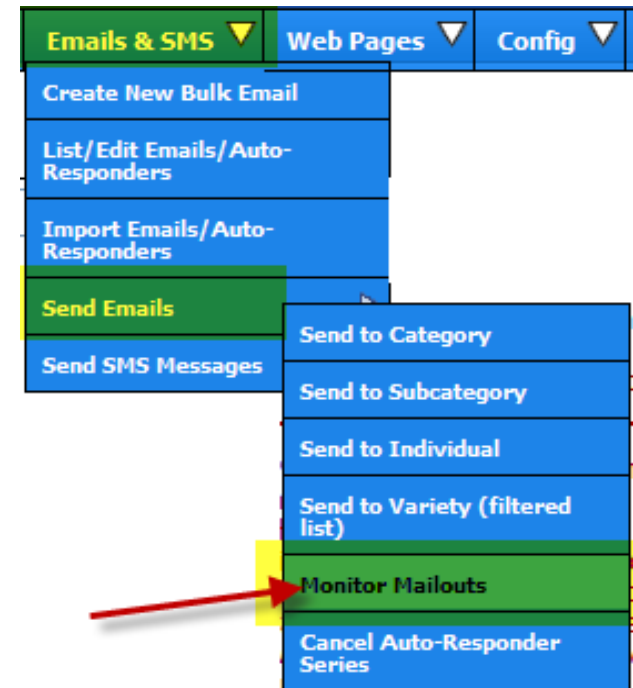 Emails & SMS Web Pages Config
Create New Bulk Email
List/Edit Emails/Auto-
Responders
Import Emails/Auto-
Responders
Send Emails
Send SMS Messages
Send to Category
Send to Subcategory
Send to Individual
Send to Variety (filtered
list)
Monitor Mailouts
Cancel Auto-Responder
Series